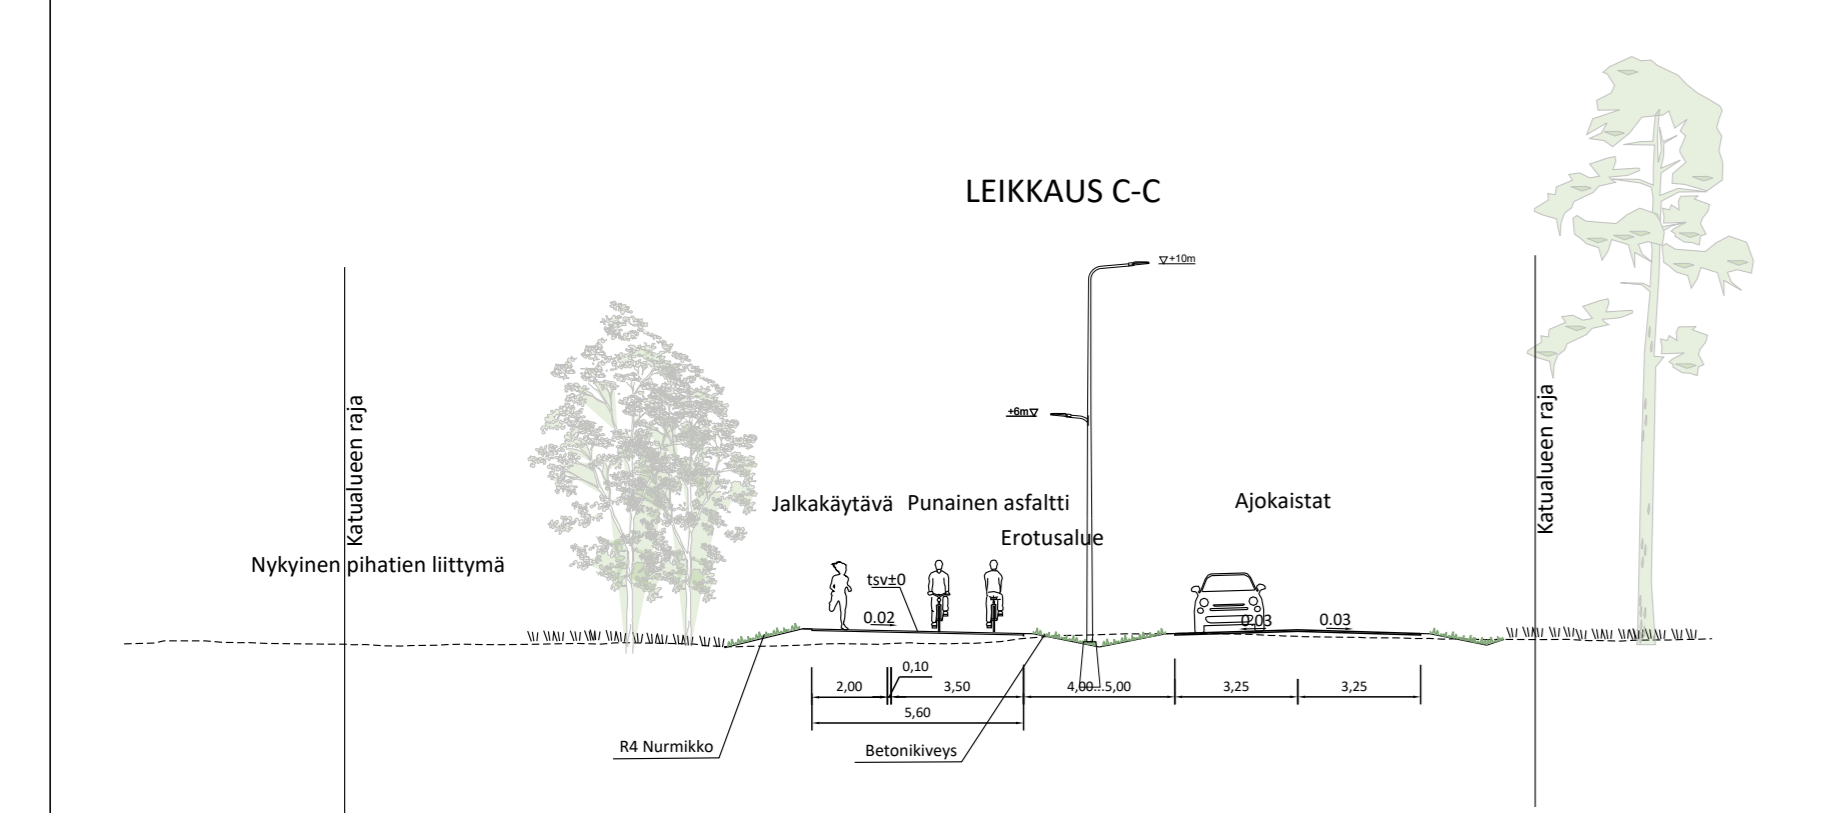 LEIKKAUS C-C
+10m
+6m
Katualueen raja
Katualueen raja
Jalkakäytävä
Punainen asfaltti
Ajokaistat
Erotusalue
Nykyinen pihatien liittymä
tsv±0
0.02
0.03
0.03
0,10
2,00
3,50
4,00...5,00
3,25
3,25
5,60
R4 Nurmikko
Betonikiveys